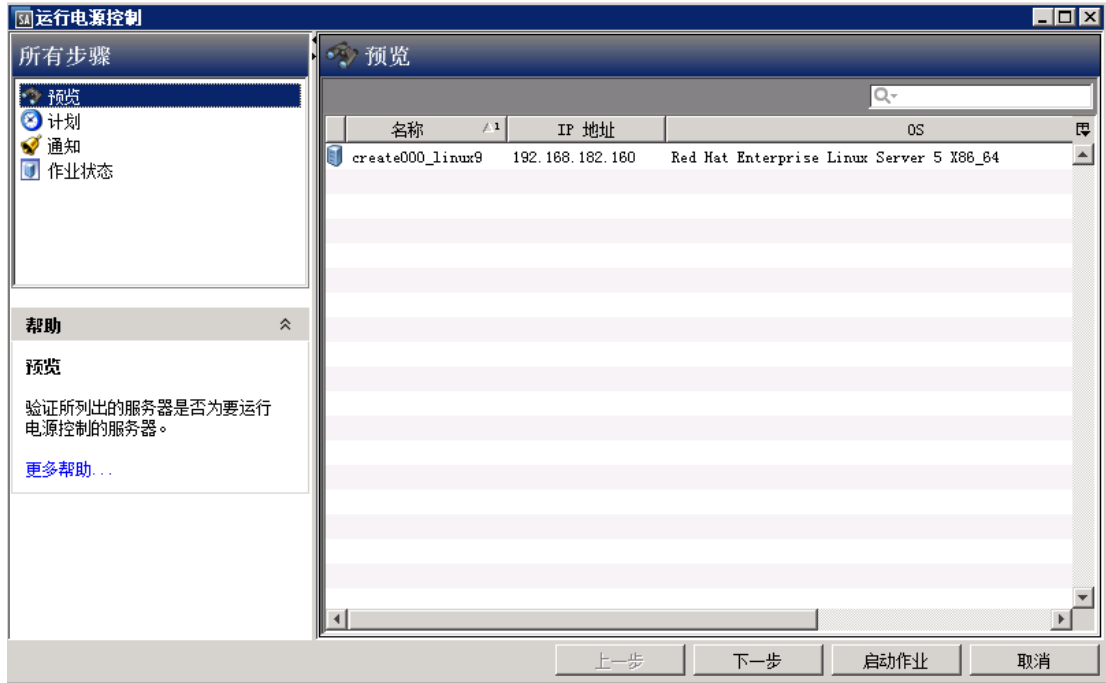 SA 运行电源控制
所有步骤
预览
计划
通知
作业状态
帮助
预览
验证所列出的服务器是否为要运行
电源控制的服务器。
更多帮助...
预览
名称 1 IP 地址 OS
create000_linux9 192.168.182.160 Red Hat Enterprise Linux Server 5 X86_64
上一步 下一步 启动作业 取消